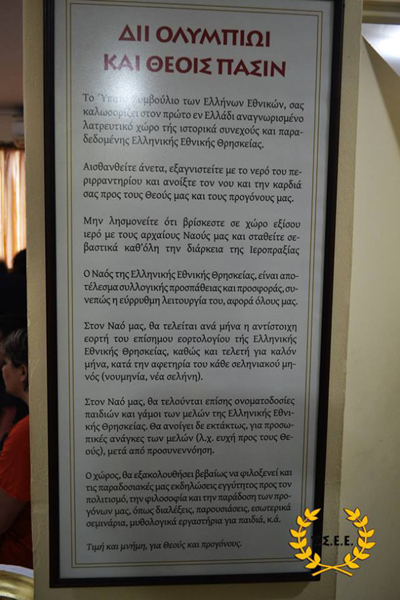 ΔΙΙ ΟΛΥΜΠΙΩΙ
ΚΑΙ ΘΕΟΙΣ ΠΑΣΙΝ
Το Ύπατο Συμβούλιο των Ελλήνων Εθνικών, σας
καλωσορίζει στον πρώτο εν Ελλάδι αναγνωρισμένο
λατρευτικό χώρο τής ιστορικά συνεχούς και παρα-
δεδομένης Ελληνικής Εθνικής Θρησκείας.
Αισθανθείτε άνετα, εξαγνιστείτε με το νερό του πε-
ριρραντηρίου και ανοίξτε τον νου και την καρδιά
σας προς τους Θεούς μας και τους προγόνους μας.
Μην λησμονείτε ότι βρίσκεστε σε χώρο εξίσου
ιερό με τους αρχαίους Ναούς μας και σταθείτε σε-
βαστικά καθ'όλη την διάρκεια της Ιεροπραξίας
Ο Ναός της Ελληνικής Εθνικής Θρησκείας, είναι απο-
τέλεσμα συλλογικής προσπάθειας και προσφοράς, συ-
νεπώς η εύρρυθμη λειτουργία του, αφορά όλους μας.
Στον Ναό μας, θα τελείται ανά μήνα η αντίστοιχη
εορτή του επίσημου εορτολογίου τής Ελληνικής
Εθνικής Θρησκείας, καθώς και τελετή για καλόν
μήνα, κατά την αφετηρία του κάθε σεληνιακού μη-
νός (νουμηνία, νέα σελήνη).
Στον Ναό μας, θα τελούνται επίσης ονοματοδοσίες
παιδιών και γάμοι των μελών της Ελληνικής Εθνι-
κής Θρησκείας. Θα ανοίγει δε εκτάκτως, για προσω-
πικές ανάγκες των μελών (λ.χ. ευχή προς τους Θε-
ούς), μετά από προσυνεννόηση.
Ο χώρος, θα εξακολουθήσει βεβαίως να φιλοξενεί και
τις παραδοσιακές μας εκδηλώσεις εγγύτητος προς τον
πολιτισμό, την φιλοσοφία και την παράδοση των προ-
γόνων μας, όπως διαλέξεις, παρουσιάσεις, εσωτερικά
σεμινάρια, μυθολογικά εργαστήρια για παιδιά, κ.ά.
Τιμή και μνήμη, για Θεούς και προγόνους.
Υ.Σ.Ε.Ε.